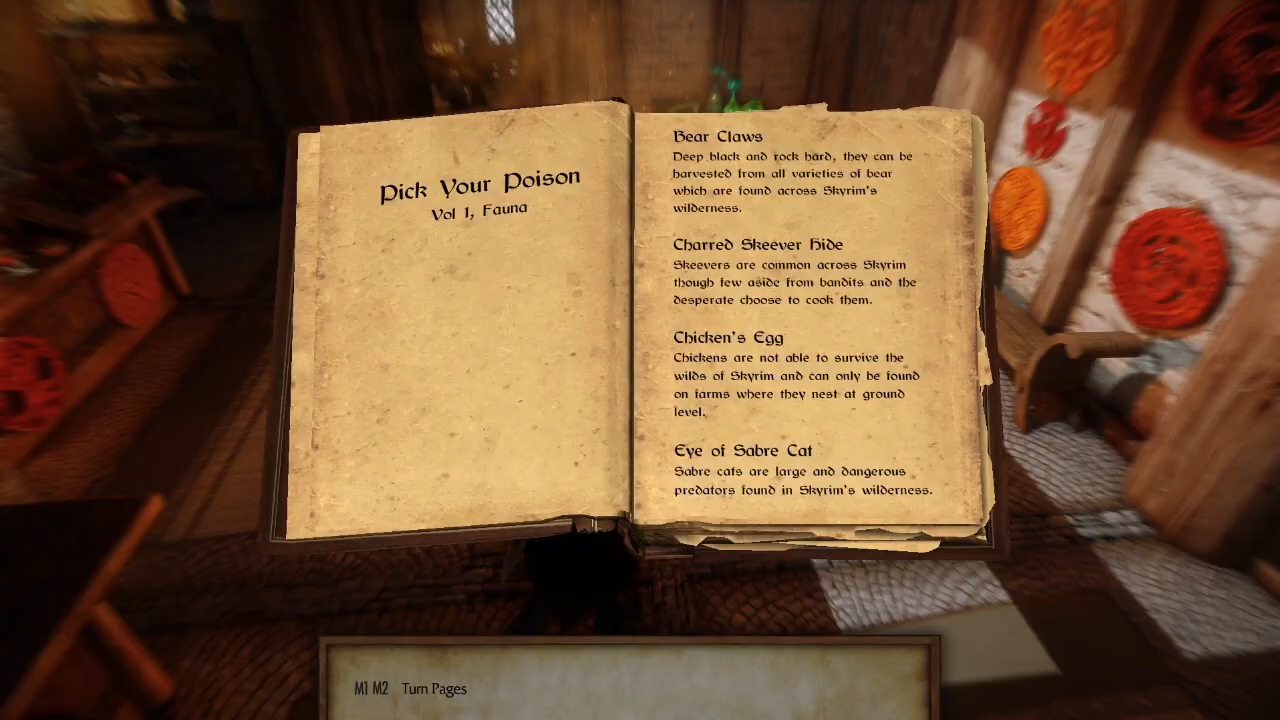 Pick Your Poison
Vol 1, Fauna
Bear Claws
Deep black and rock hard, they can be
harvested from all varieties of bear
which are found across Skyrim's
wilderness.
Charred Skeever Hide
Skeevers are common across Skyrim
though few aside from bandits and the
desperate choose to cook them.
Chicken's Egg
Chickens are not able to survive the
wilds of Skyrim and can only be found
on farms where they nest at ground
level.
Eye of Sabre Cat
Sabre cats are large and dangerous
predators found in Skyrim's wilderness.
M1 M2 Turn Pages